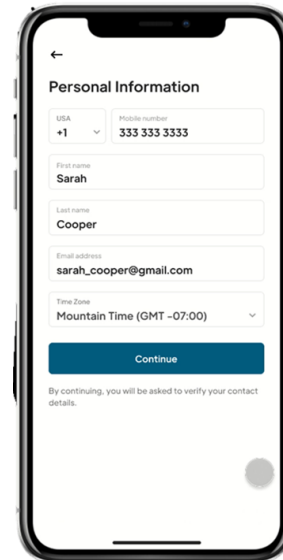 Personal Information
USA
+1
Mobile number
333 333 3333
First name
Sarah
Last name
Cooper
Email address
sarah_cooper@gmail.com
Time Zone
Mountain Time (GMT -07:00)
Continue
By continuing, you will be asked to verify your contact
details.